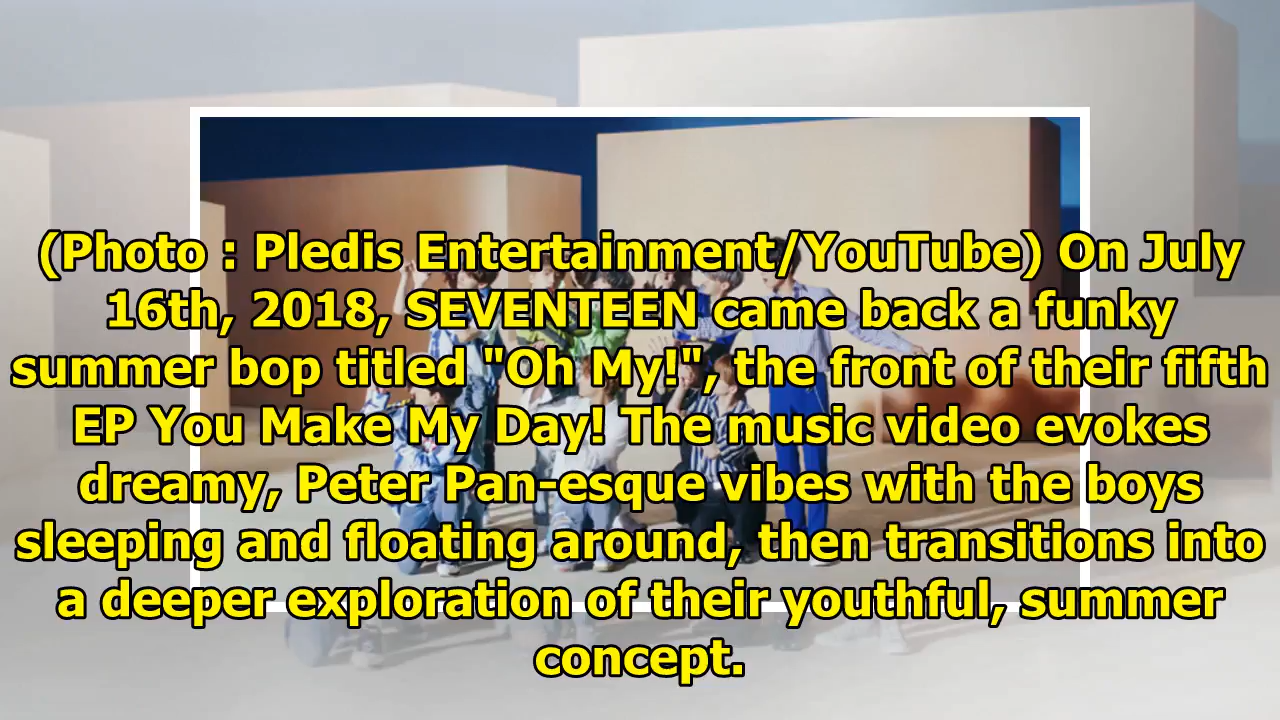 (Photo : Pledis Entertainment/YouTube) On July
16th, 2018, SEVENTEEN came back a funky
summer bop titled "Oh My!", the front of their fifth
EP You Make My Day! The music video evokes
dreamy, Peter Pan-esque vibes with the boys
sleeping and floating around, then transitions into
a deeper exploration of their youthful, summer
concept.